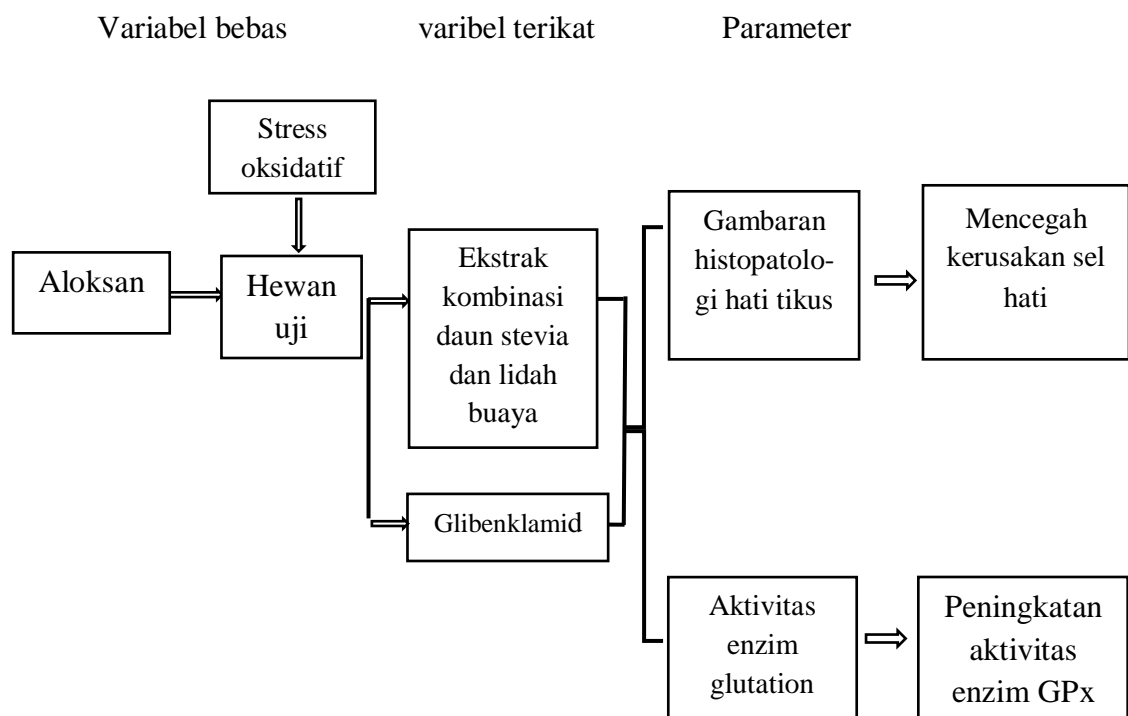 Variabel bebas varibel terikat Parameter
Stress
oksidatif
Aloksan
Hewan
uji
Ekstrak
kombinasi
daun stevia
dan lidah
buaya
Glibenklamid
Gambaran
histopatolo-
gi hati tikus
Mencegah
kerusakan sel
hati
Aktivitas
enzim
glutation
Peningkatan
aktivitas
enzim GPx